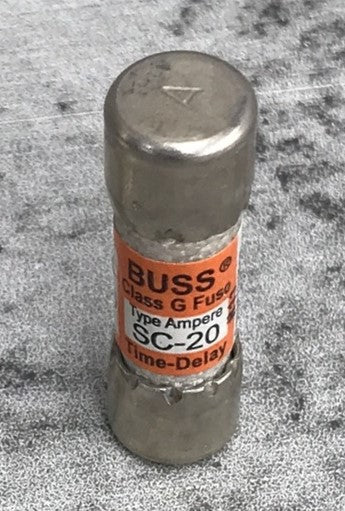 BUSS®
Class G Fuse
Type Ampere
SC-20
Time-Delay